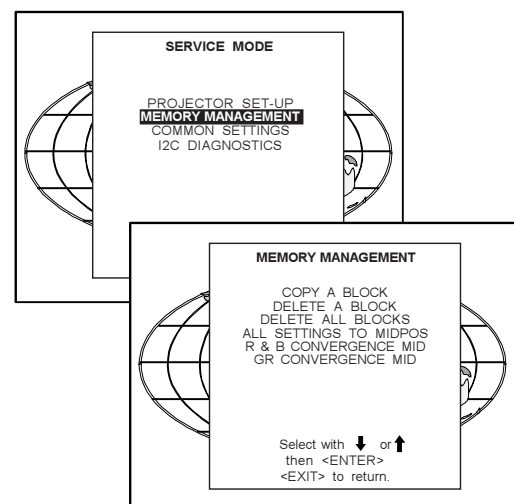 SERVICE MODE
PROJECTOR SET-UP
MEMORY MANAGEMENT
COMMON SETTINGS
I2C DIAGNOSTICS
MEMORY MANAGEMENT
COPY A BLOCK
DELETE A BLOCK
DELETE ALL BLOCKS
ALL SETTINGS TO MIDPOS
R & B CONVERGENCE MID
GR CONVERGENCE MID
Select with ↓ or ↑
then <ENTER>
<EXIT> to return.